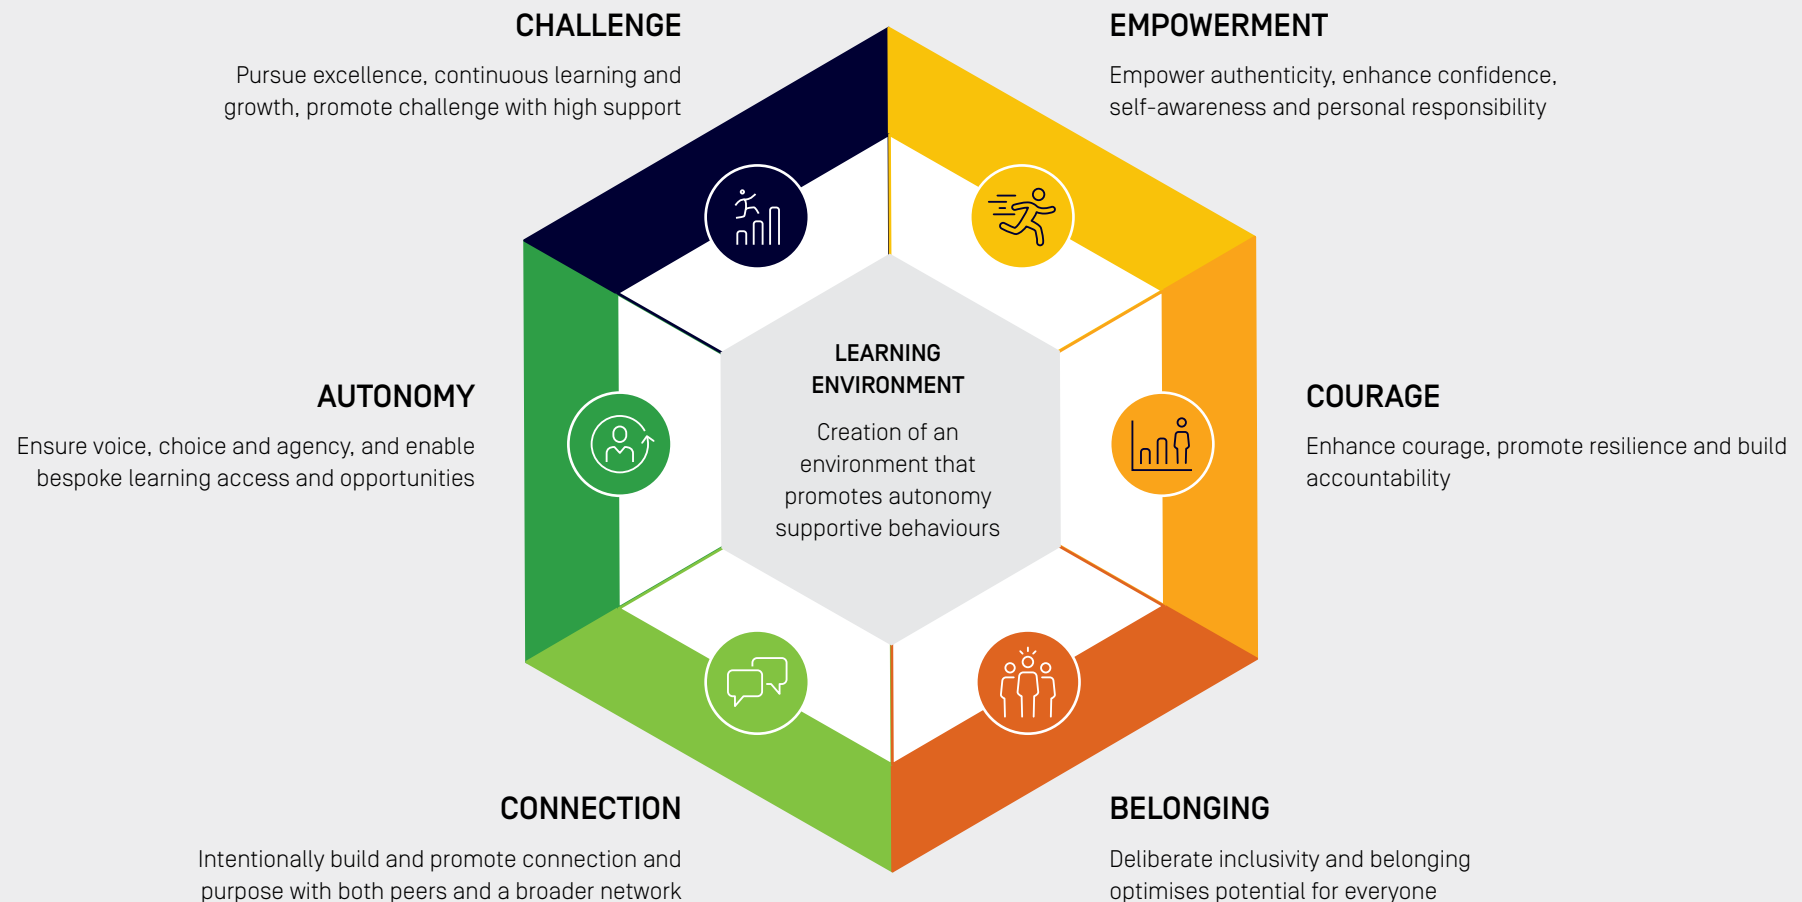 CHALLENGE
Pursue excellence, continuous learning and
growth, promote challenge with high support
EMPOWERMENT
Empower authenticity, enhance confidence,
self-awareness and personal responsibility
AUTONOMY
Ensure voice, choice and agency, and enable
bespoke learning access and opportunities
LEARNING
ENVIRONMENT
Creation of an
environment that
promotes autonomy
supportive behaviours
COURAGE
Enhance courage, promote resilience and build
accountability
CONNECTION
Intentionally build and promote connection and
purpose with both peers and a broader network
BELONGING
Deliberate inclusivity and belonging
optimises potential for everyone